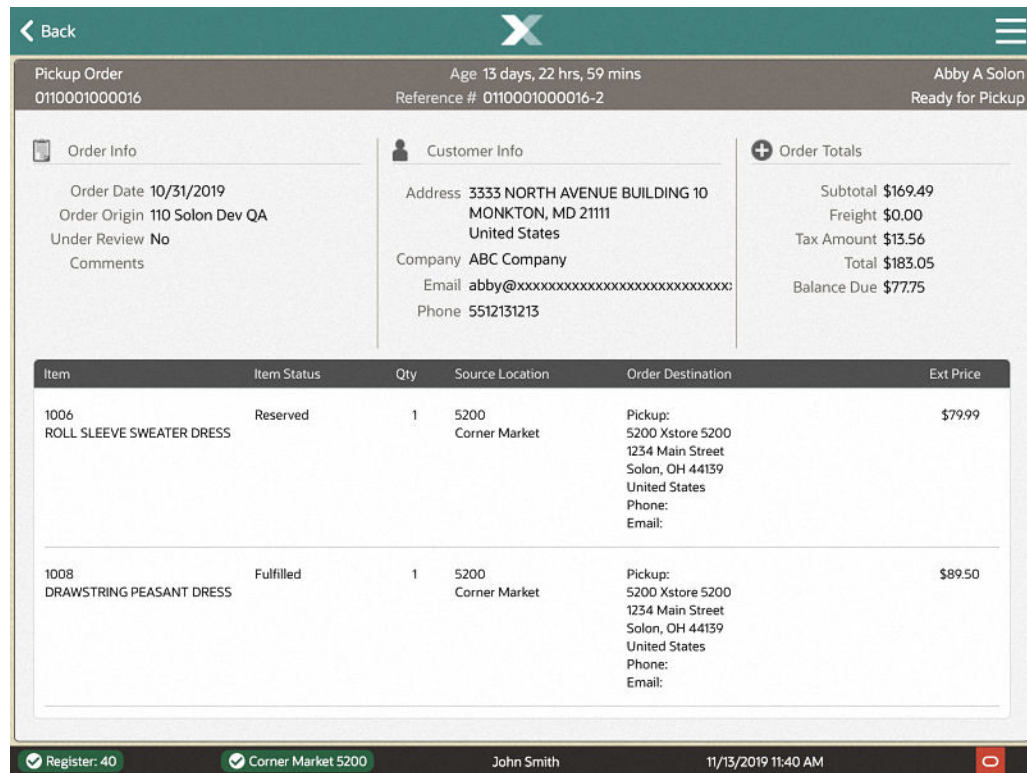 Back
Pickup Order
Age 13 days, 22 hrs, 59 mins
Abby A Solon
0110001000016
Reference # 0110001000016-2
Ready for Pickup
Order Info
Order Date 10/31/2019
Order Origin 110 Solon Dev QA
Under Review No
Comments
Customer Info
Address 3333 NORTH AVENUE BUILDING 10
MONKTON, MD 21111
United States
Company ABC Company
Email abby@xxxxxxxxxxxxxxxxxxxxxxxxxxx
Phone 5512131213
Order Totals
Subtotal $169.49
Freight $0.00
Tax Amount $13.56
Total $183.05
Balance Due $77.75
Item Item Status Qty Source Location Order Destination Ext Price
1006 Reserved 1 5200 Pickup: $79.99
ROLL SLEEVE SWEATER DRESS Corner Market 5200 Xstore 5200
1234 Main Street
Solon, OH 44139
United States
Phone:
Email:
1008 Fulfilled 1 5200 Pickup: $89.50
DRAWSTRING PEASANT DRESS Corner Market 5200 Xstore 5200
1234 Main Street
Solon, OH 44139
United States
Phone:
Email:
Register: 40 Corner Market 5200 John Smith 11/13/2019 11:40 AM